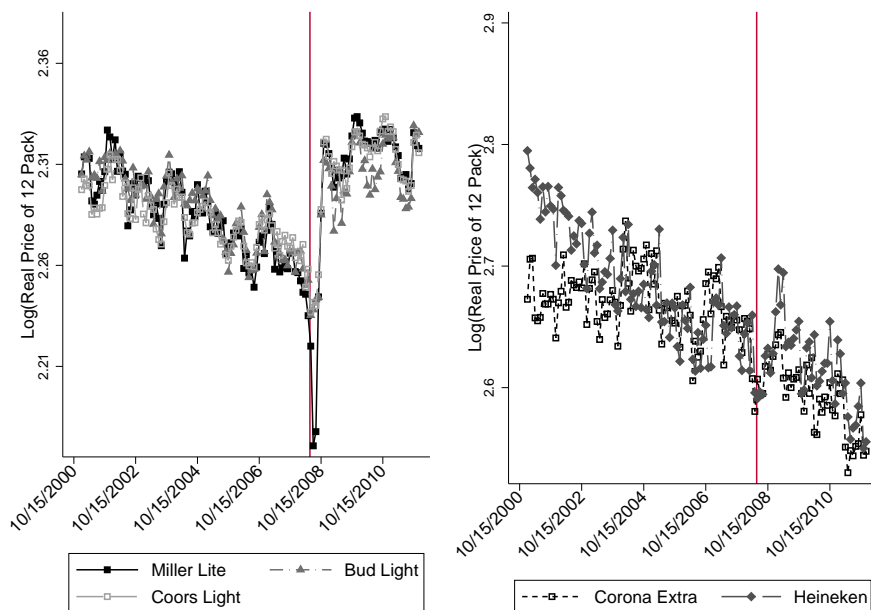 Log(Real Price of 12 Pack)
2.36
2.31
2.26
2.21
10/15/2000
10/15/2002
10/15/2004
10/15/2006
10/15/2008
10/15/2010
Miller Lite
Bud Light
Coors Light
Log(Real Price of 12 Pack)
2.9
2.8
2.7
2.6
10/15/2000
10/15/2002
10/15/2004
10/15/2006
10/15/2008
10/15/2010
Corona Extra
Heineken